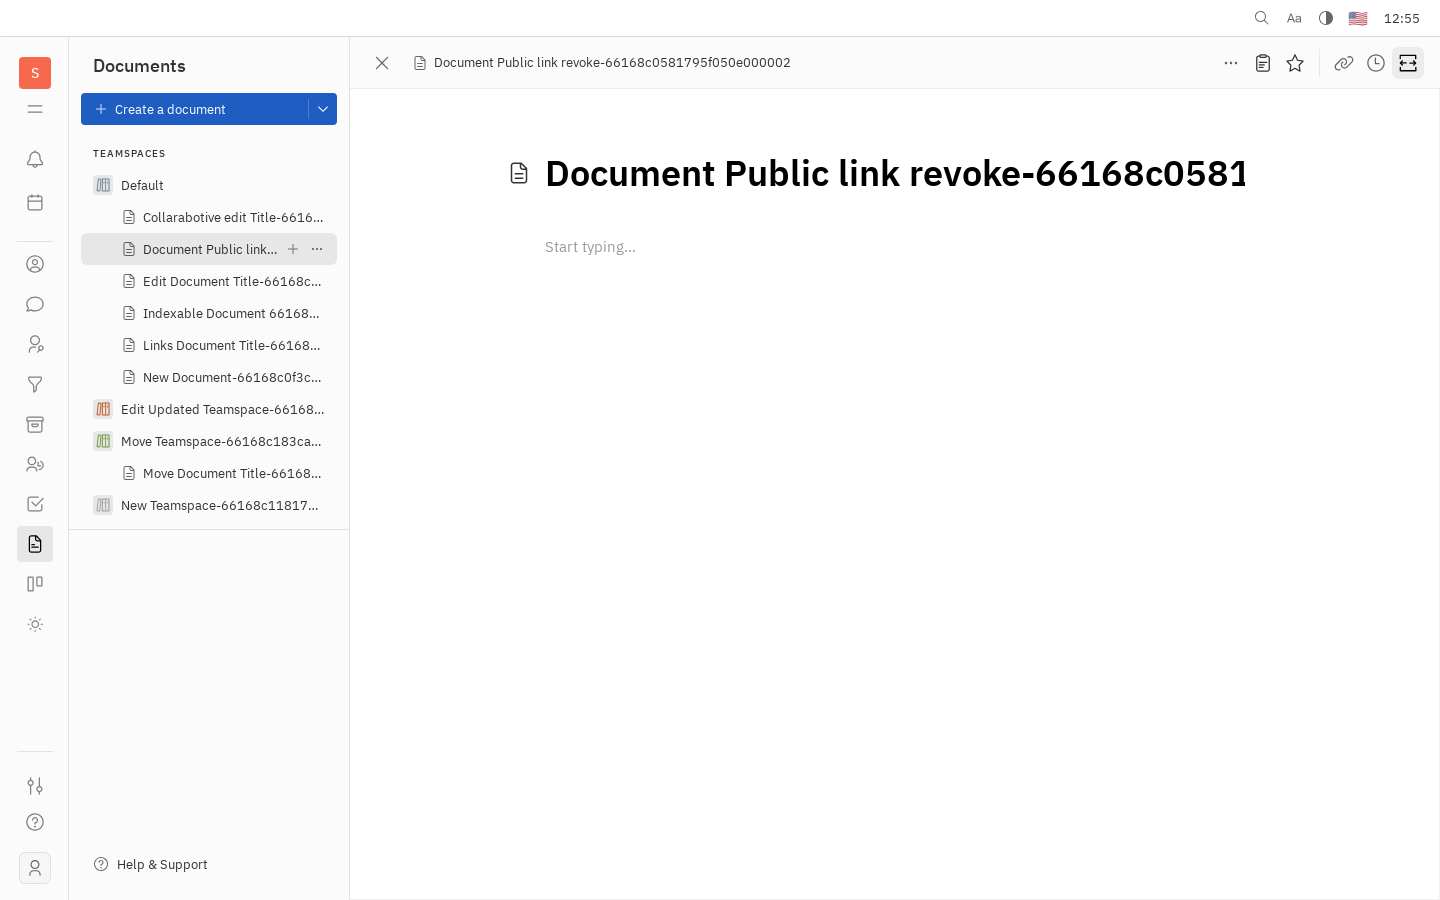 Aa
12:55
S
Documents
Document Public link revoke-66168c0581795f050e000002
Create a document
TEAMSPACES
Default
Collarabotive edit Title-6616...
Document Public link...
Edit Document Title-66168c...
Indexable Document 66168...
Links Document Title-66168...
New Document-66168c0f3c...
Edit Updated Teamspace-66168...
Move Teamspace-66168c183ca...
Move Document Title-66168...
New Teamspace-66168c11817...
Help & Support
Document Public link revoke-66168c0581
Start typing...